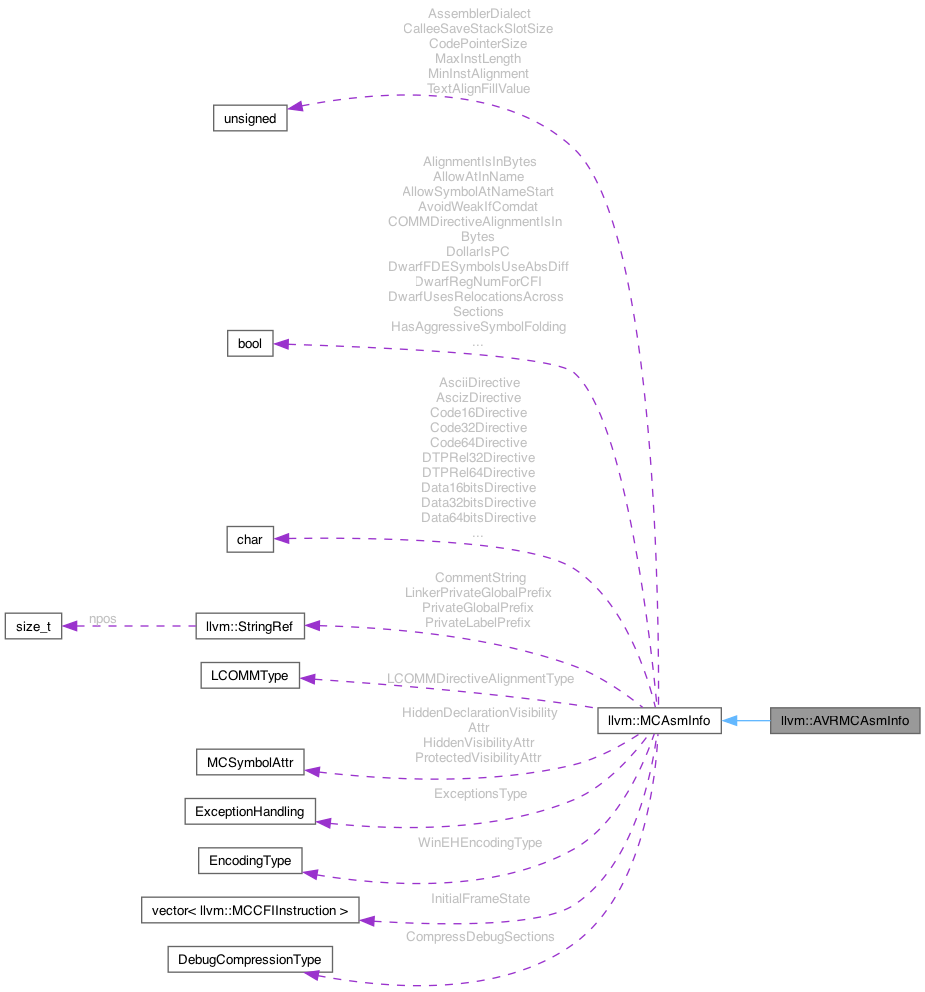 AssemblerDialect
CalleeSaveStackSlotSize
CodePointerSize
MaxInstLength
MinInstAlignment
TextAlignFillValue
unsigned
AlignmentIsInBytes
AllowAtInName
AllowSymbolAtNameStart
AvoidWeakIfComdat
COMMDirectiveAlignmentIsIn
Bytes
DollarIsPC
DwarfFDESymbolsUseAbsDiff
DwarfRegNumForCFI
DwarfUsesRelocationsAcross
Sections
HasAggressiveSymbolFolding
...
bool
AsciiDirective
AscizDirective
Code16Directive
Code32Directive
Code64Directive
DTPRel32Directive
DTPRel64Directive
Data16bitsDirective
Data32bitsDirective
Data64bitsDirective
...
char
CommentString
LinkerPrivateGlobalPrefix
PrivateGlobalPrefix
PrivateLabelPrefix
size_t
npos
llvm::StringRef
LCOMMType
LCOMMDirectiveAlignmentType
HiddenDeclarationVisibility
Attr
HiddenVisibilityAttr
ProtectedVisibilityAttr
llvm::MCAsmInfo
llvm::AVRMCAsmInfo
MCSymbolAttr
ExceptionsType
ExceptionHandling
WinEHEncodingType
EncodingType
InitialFrameState
vector< llvm::MCCFIInstruction >
CompressDebugSections
DebugCompressionType